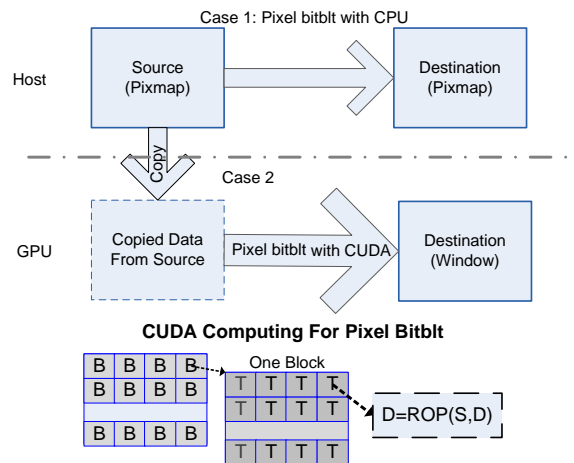 Case 1: Pixel bitblt with CPU
Host
Source
(Pixmap)
Destination
(Pixmap)
Copy
Case 2
GPU
Copied Data
From Source
Pixel bitblt with CUDA
Destination
(Window)
CUDA Computing For Pixel Bitblt
One Block
B B B B
B B B B
B B B B
T T T T
T T T T
T T T T
D=ROP(S,D)